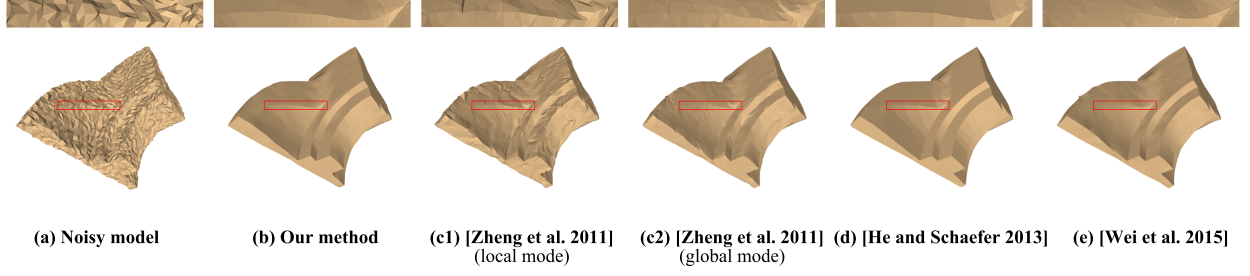 (a) Noisy model
(b) Our method
(c1) [Zheng et al. 2011]
(local mode)
(c2) [Zheng et al. 2011]
(global mode)
(d) [He and Schaefer 2013]
(e) [Wei et al. 2015]